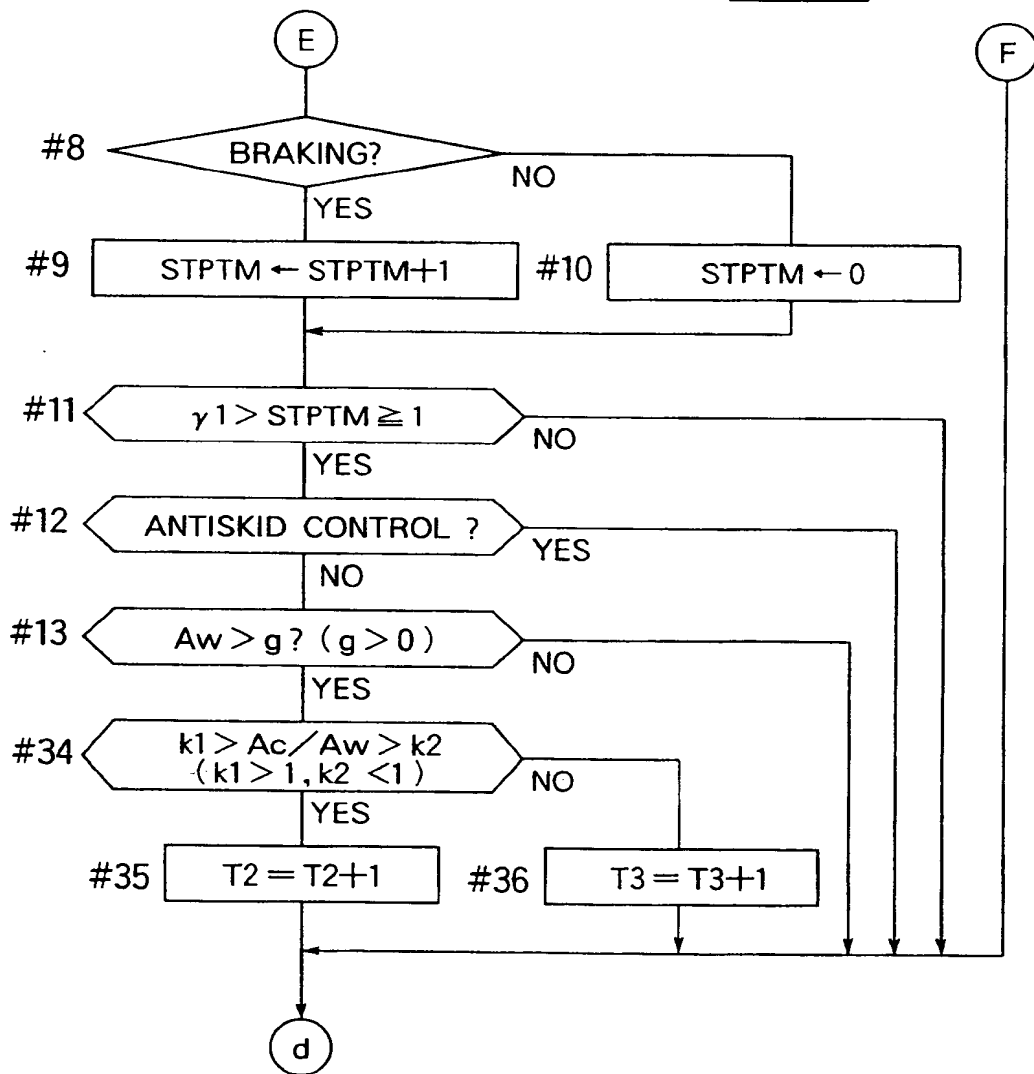 E
F
#8
BRAKING?
NO
YES
#9
STPTM ← STPTM+1
#10
STPTM ← 0
#11
γ1 > STPTM ≧ 1
NO
YES
#12
ANTISKID CONTROL ?
YES
NO
#13
Aw > g ? ( g > 0 )
NO
YES
#34
k1 > Ac/Aw > k2
( k1 > 1, k2 < 1 )
NO
YES
#35
T2 = T2+1
#36
T3 = T3+1
d